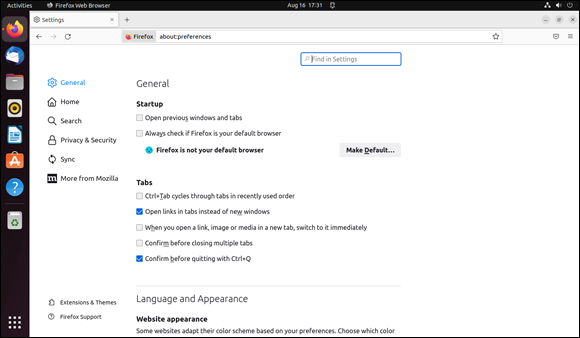 Activities
Firefox Web Browser
Aug 16 17:31
Settings
Firefox
about:preferences
Find in Settings
General
Home
Search
Privacy & Security
Sync
More from Mozilla
Extensions & Themes
Firefox Support
General
Startup
Open previous windows and tabs
Always check if Firefox is your default browser
Firefox is not your default browser
Make Default…
Tabs
Ctrl+Tab cycles through tabs in recently used order
Open links in tabs instead of new windows
When you open a link, image or media in a new tab, switch to it immediately
Confirm before closing multiple tabs
Confirm before quitting with Ctrl+Q
Language and Appearance
Website appearance
Some websites adapt their color scheme based on your preferences. Choose which color